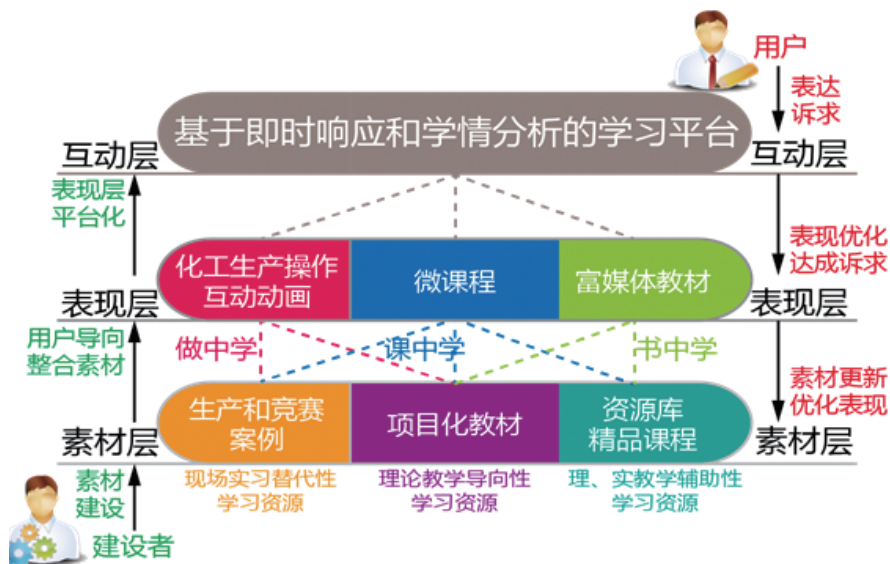 用户
表达
诉求
基于即时响应和学情分析的学习平台
互动层
互动层
表现层
平台化
表现优化
达成诉求
化工生产操作
互动动画
微课程
富媒体教材
表现层
表现层
用户导向
整合素材
做中学
课中学
书中学
素材更新
优化表现
生产和竞赛
案例
项目化教材
资源库
精品课程
素材层
素材层
素材
建设
现场实习替代性
学习资源
理论教学导向性
学习资源
理、实教学辅助性
学习资源
建设者